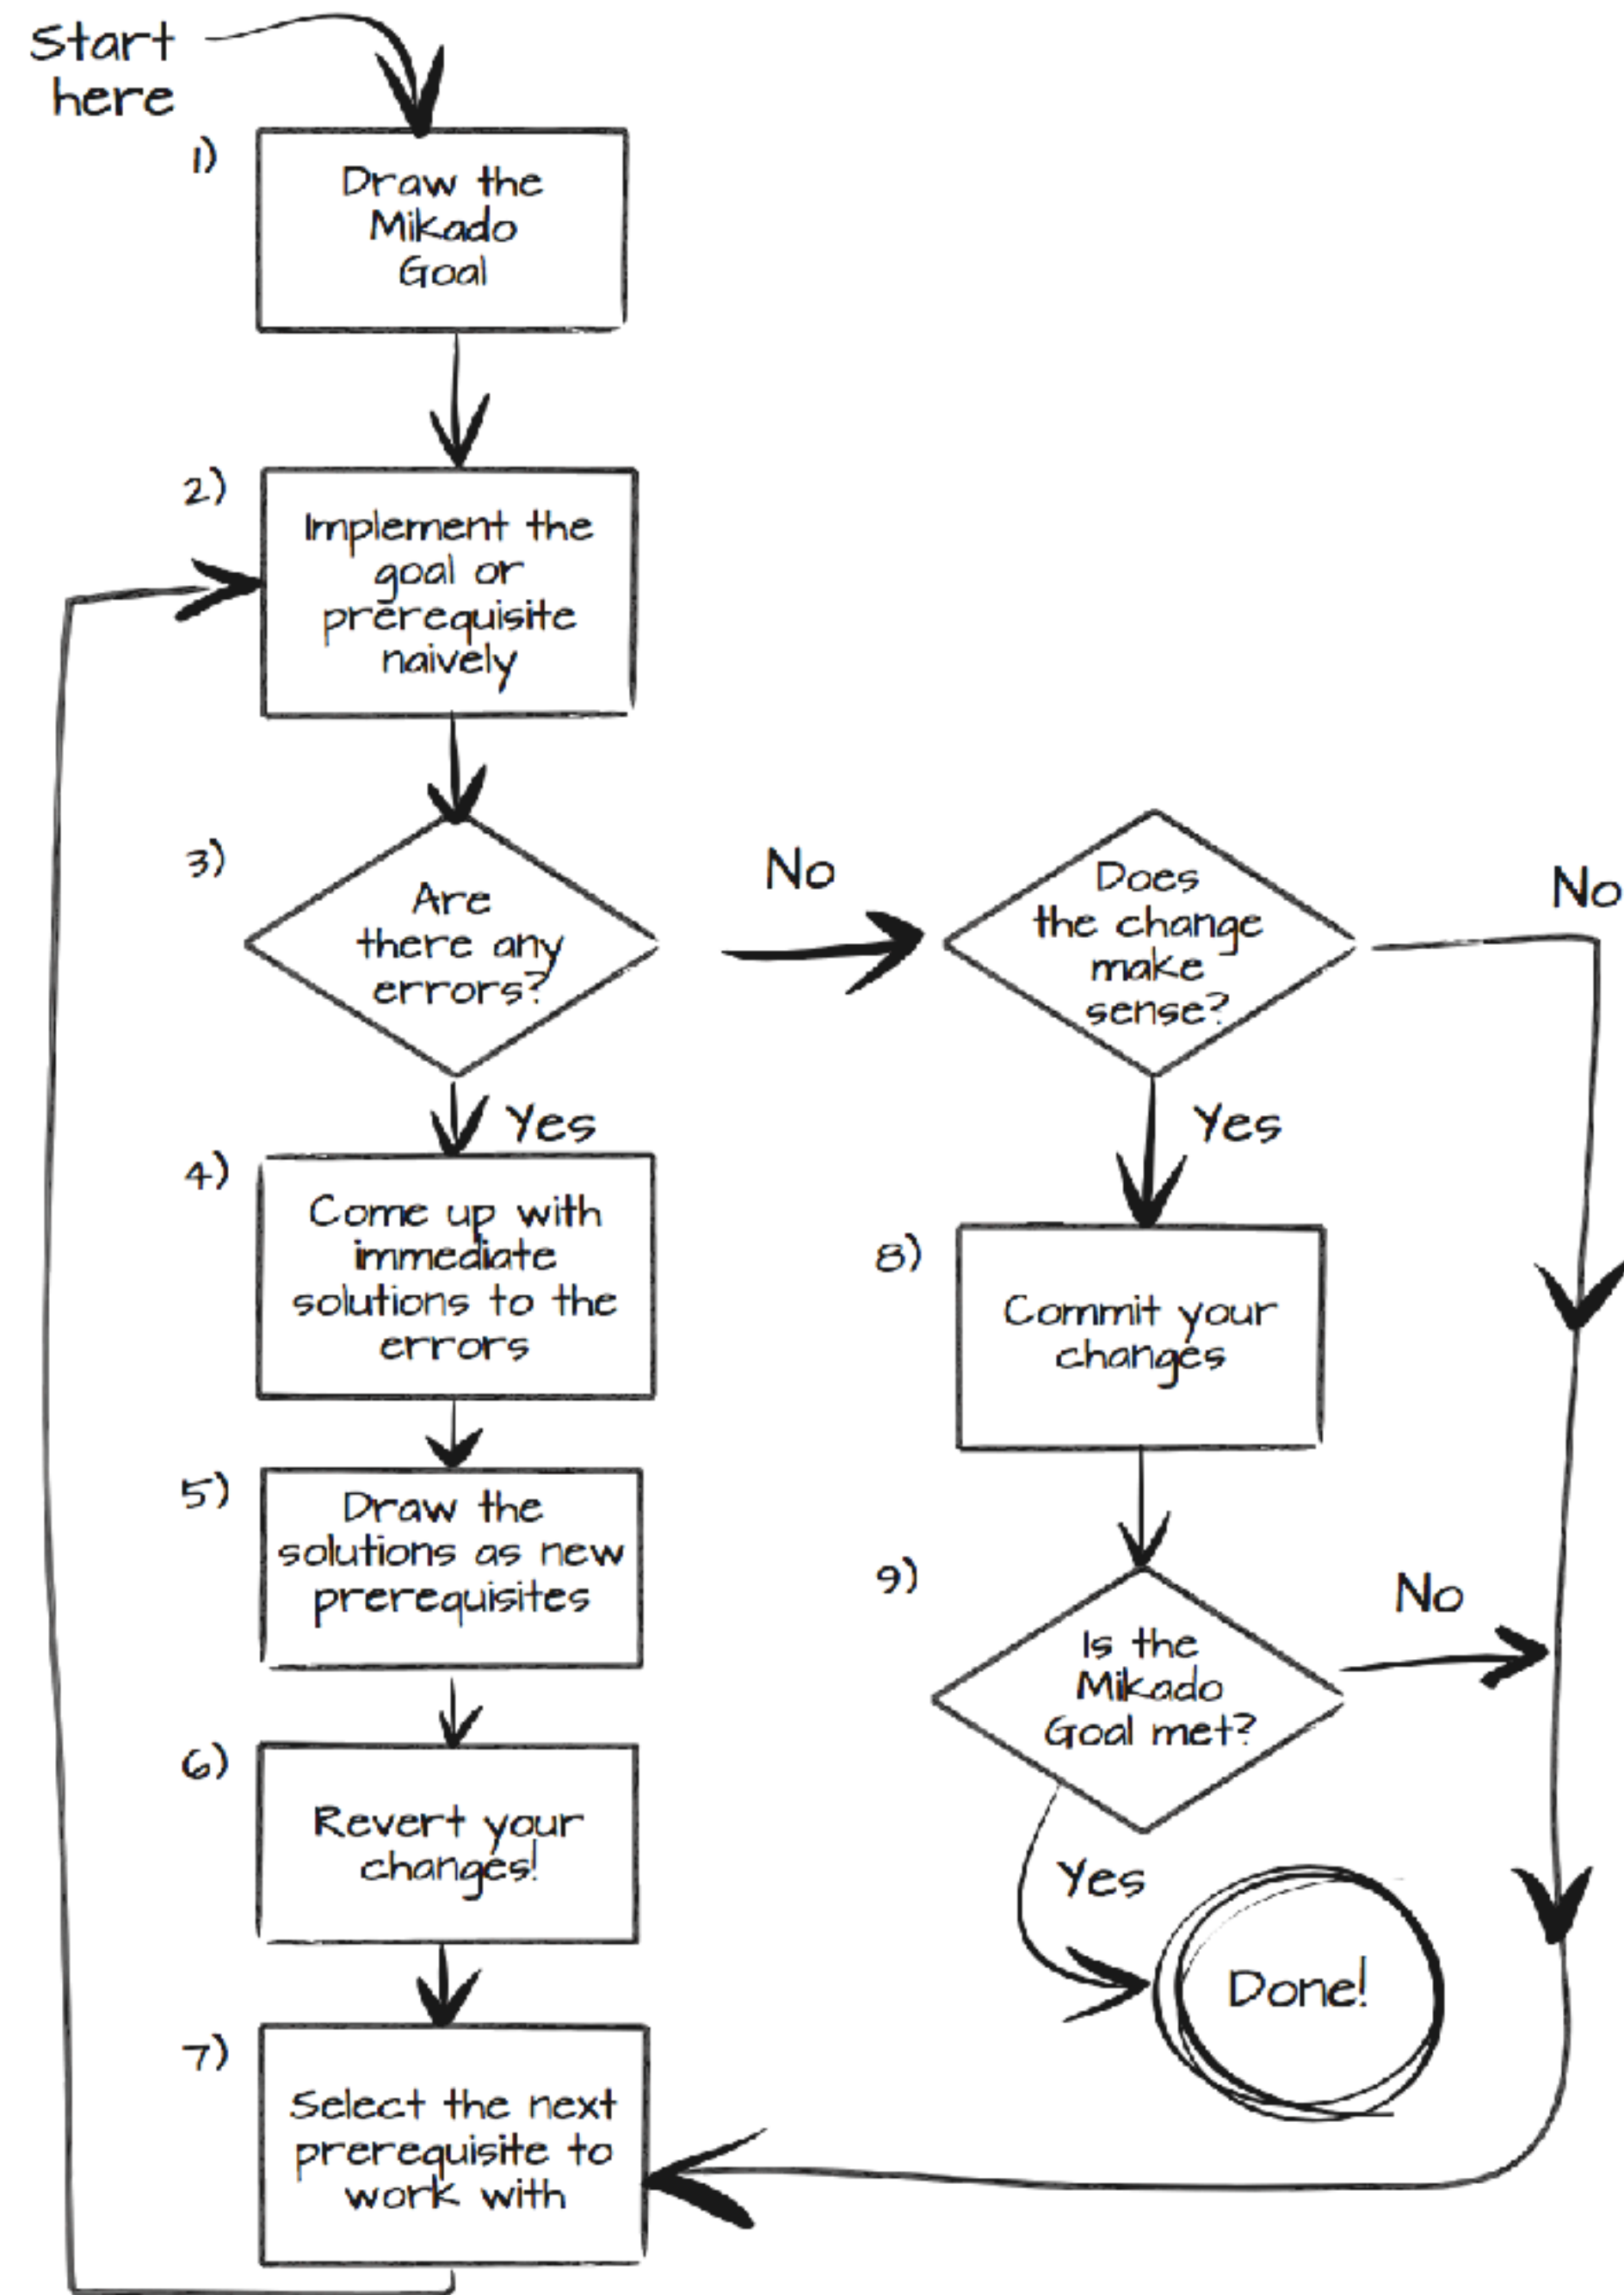 Start
here
1)
Draw the
Mikado
Goal
2)
Implement the
goal or
prerequisite
naively
3)
Are
there any
errors?
No
Does
the change
make
sense?
No
Yes
Yes
4)
Come up with
immediate
solutions to the
errors
8)
Commit your
changes
5)
Draw the
solutions as new
prerequisites
9)
Is the
Mikado
Goal met?
No
6)
Revert your
changes!
Yes
Done!
7)
Select the next
prerequisite to
work with